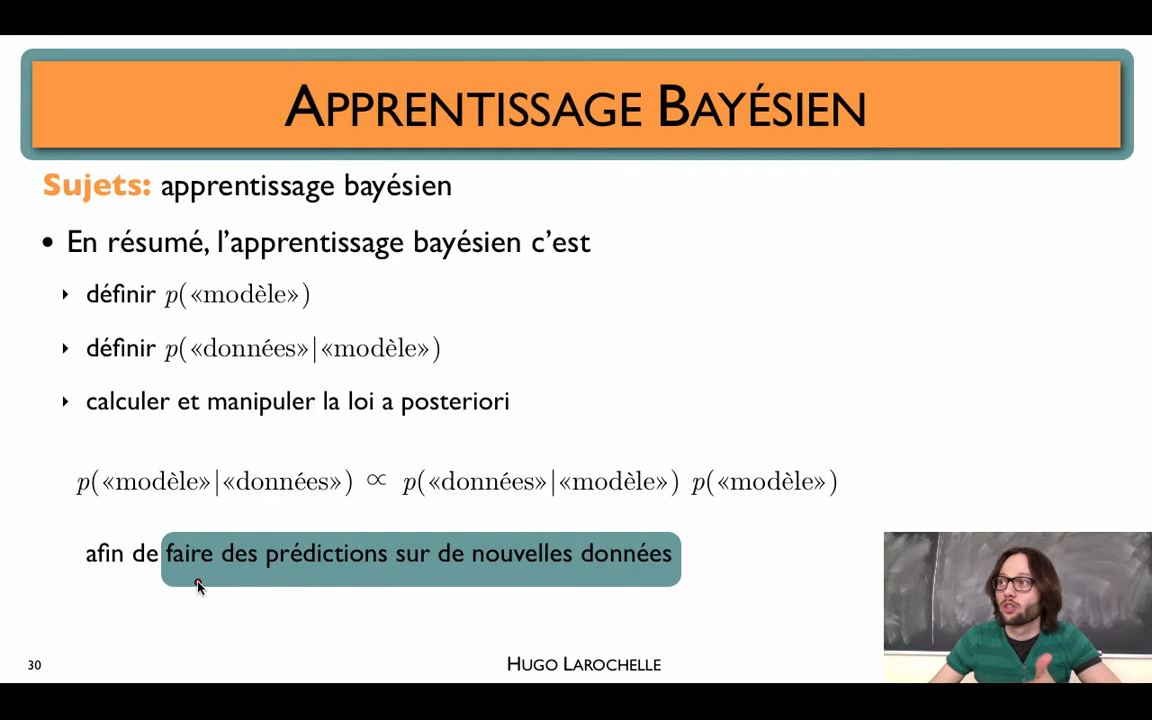 APPRENTISSAGE BAYÉSIEN
Sujets: apprentissage bayésien
• En résumé, l'apprentissage bayésien c'est
‣ définir p(«modèle»)
‣ définir p(«données»|«modèle»)
‣ calculer et manipuler la loi a posteriori
p(«modèle»|«données») ∝ p(«données»|«modèle») p(«modèle»)
afin de faire des prédictions sur de nouvelles données
30
HUGO LAROCHELLE